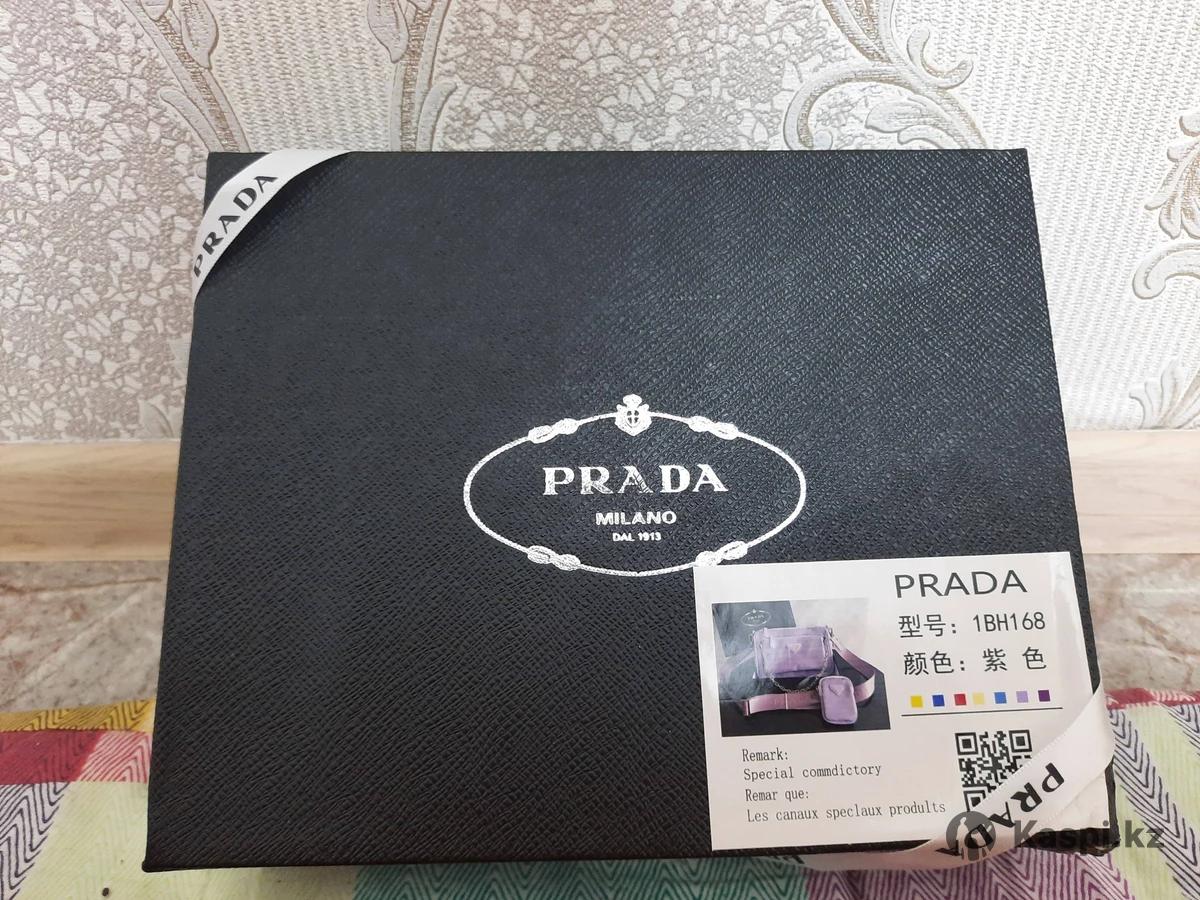 PRADA
PRADA
MILANO
DAL 1913
PRADA
型号: 1BH168
颜色: 紫 色
Remark:
Special commdictory
Remar que:
Les canaux speclaux produlta
PRADA
Kaspi.kz